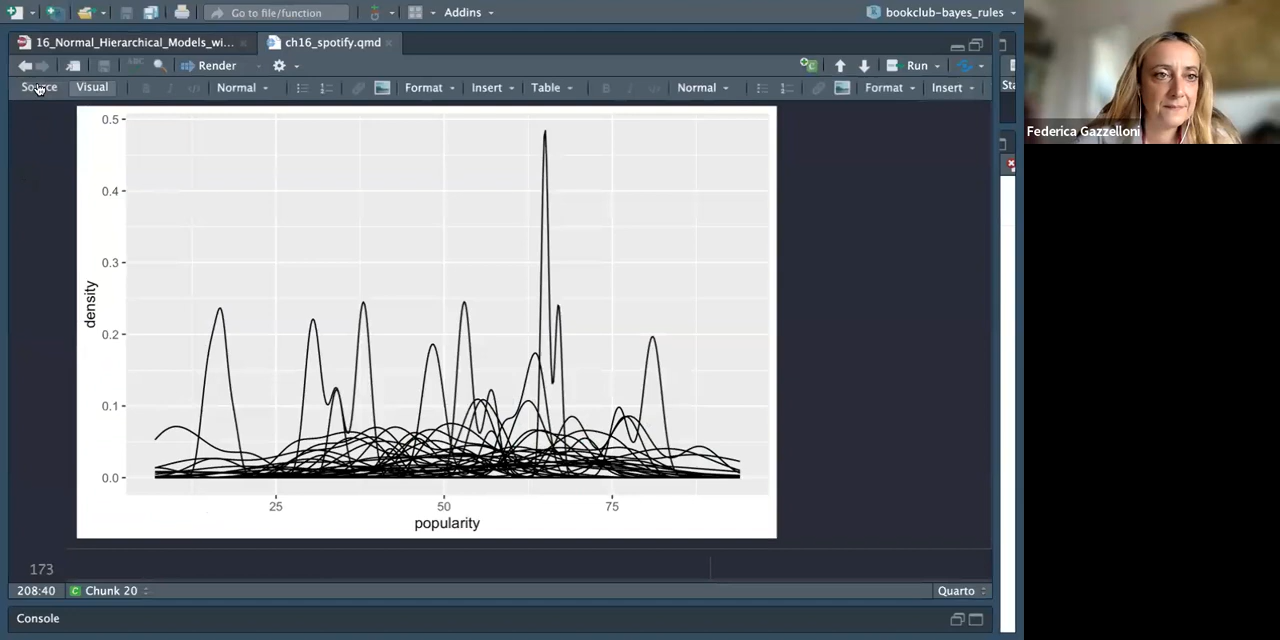 Go to file/function
Addins
bookclub-bayes_rules
16_Normal_Hierarchical_Models_wi...
ch16_spotify.qmd
Render
Run
Source
Visual
B
I
Normal
Format
Insert
Table
B
I
Normal
Format
Insert
Sta
Federica Gazzelloni
0.5
0.4
0.3
0.2
0.1
0.0
density
25
50
75
popularity
173
208:40
C
Chunk 20
Quarto
Console